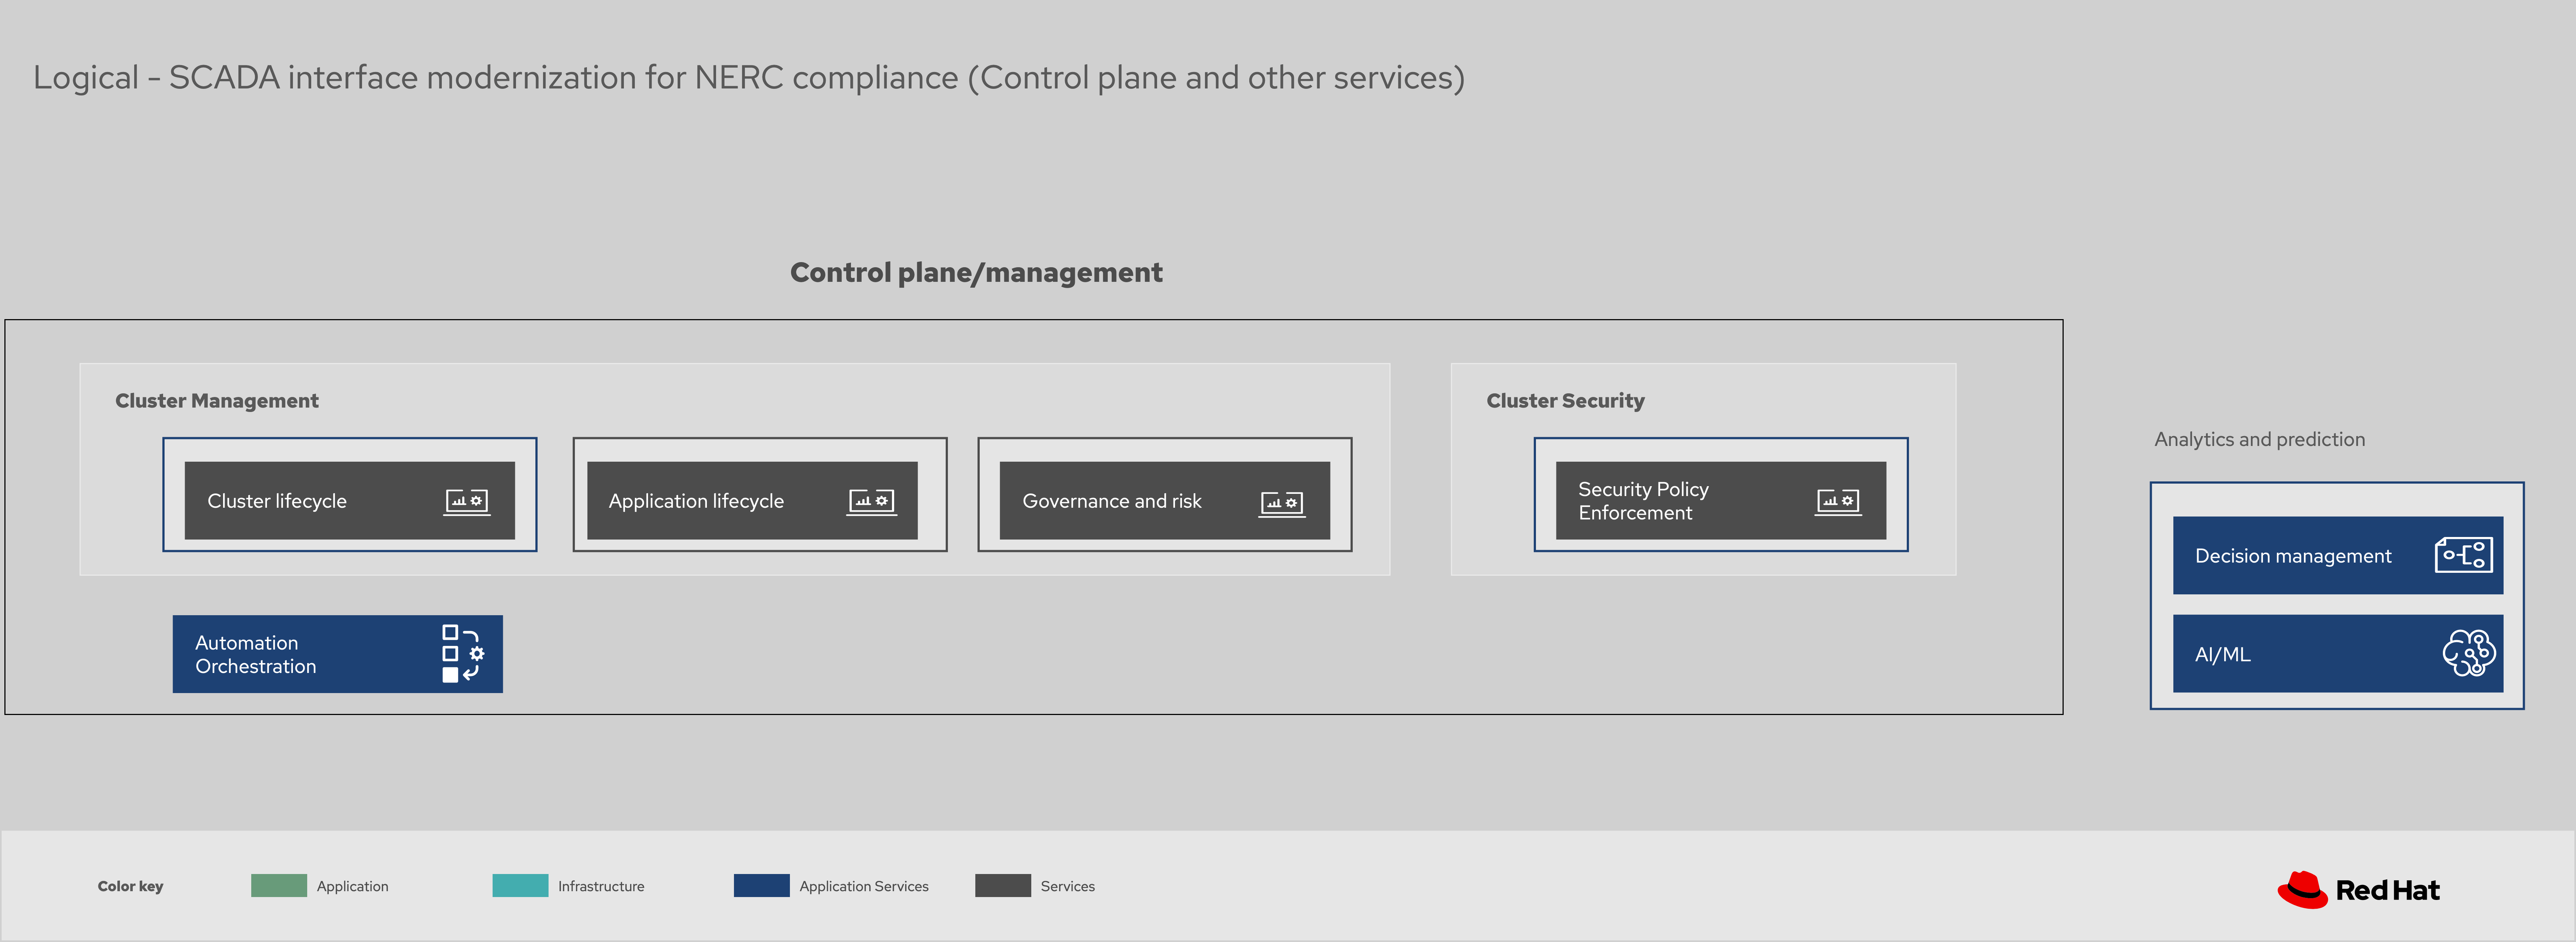 Logical - SCADA interface modernization for NERC compliance (Control plane and other services)
Control plane/management
Cluster Management
Cluster lifecycle
Application lifecycle
Governance and risk
Cluster Security
Security Policy
Enforcement
Automation
Orchestration
Analytics and prediction
Decision management
AI/ML
Color key
Application
Infrastructure
Application Services
Services
Red Hat